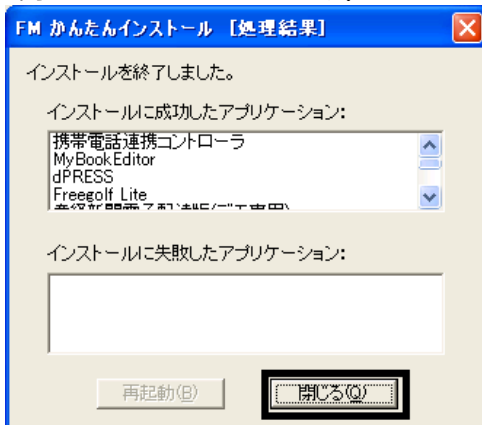 FM かんたんインストール [処理結果]
インストールを終了しました。
インストールに成功したアプリケーション:
携帯電話連携コントローラ
MyBookEditor
dPRESS
Freegolf Lite
インストールに失敗したアプリケーション:
再起動(B) 閉じる(Q)